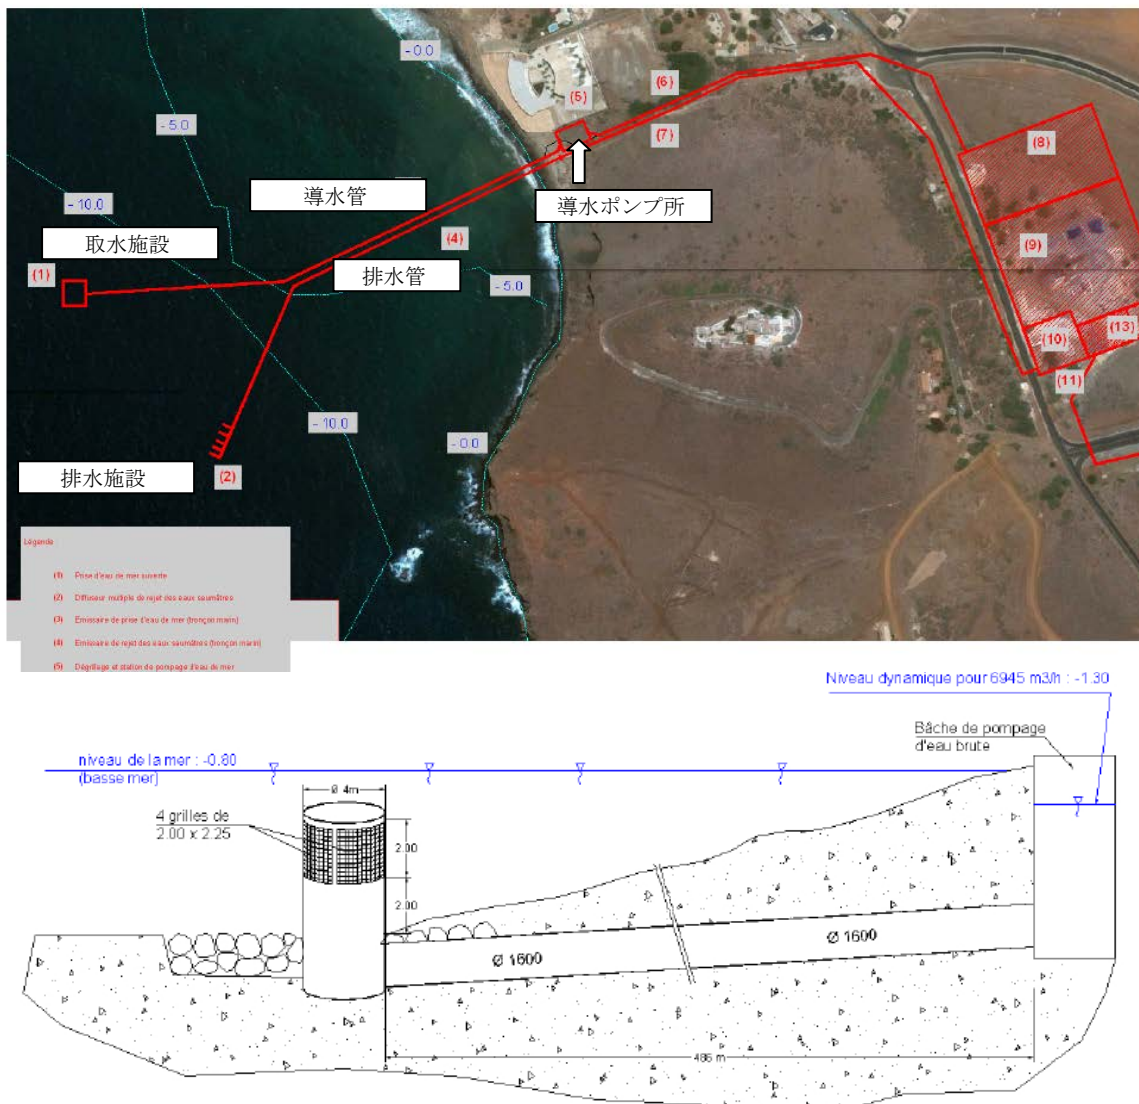 - 0.0
- 5.0
(6)
(5)
(7)
(8)
導水管
- 10.0
導水ポンプ所
取水施設
(4)
(9)
(1)
排水管
- 5.0
(10)
(13)
(11)
- 10.0
- 0.0
排水施設
(2)
Légende
(1) Prise d'eau de mer ouverte
(2) Diffuseur multiple de rejet des eaux saumâtres
(3) Emissaire de prise d'eau de mer (tronçon marin)
(4) Emissaire de rejet des eaux saumâtres (tronçon marin)
(5) Dégrillage et station de pompage d'eau de mer
Niveau dynamique pour 6945 m3/h : -1.30
Bâche de pompage
d'eau brute
niveau de la mer : -0.80
(basse mer)
Ø 4m
4 grilles de
2.00 x 2.25
2.00
2.00
Ø 1600
Ø 1600
486 m